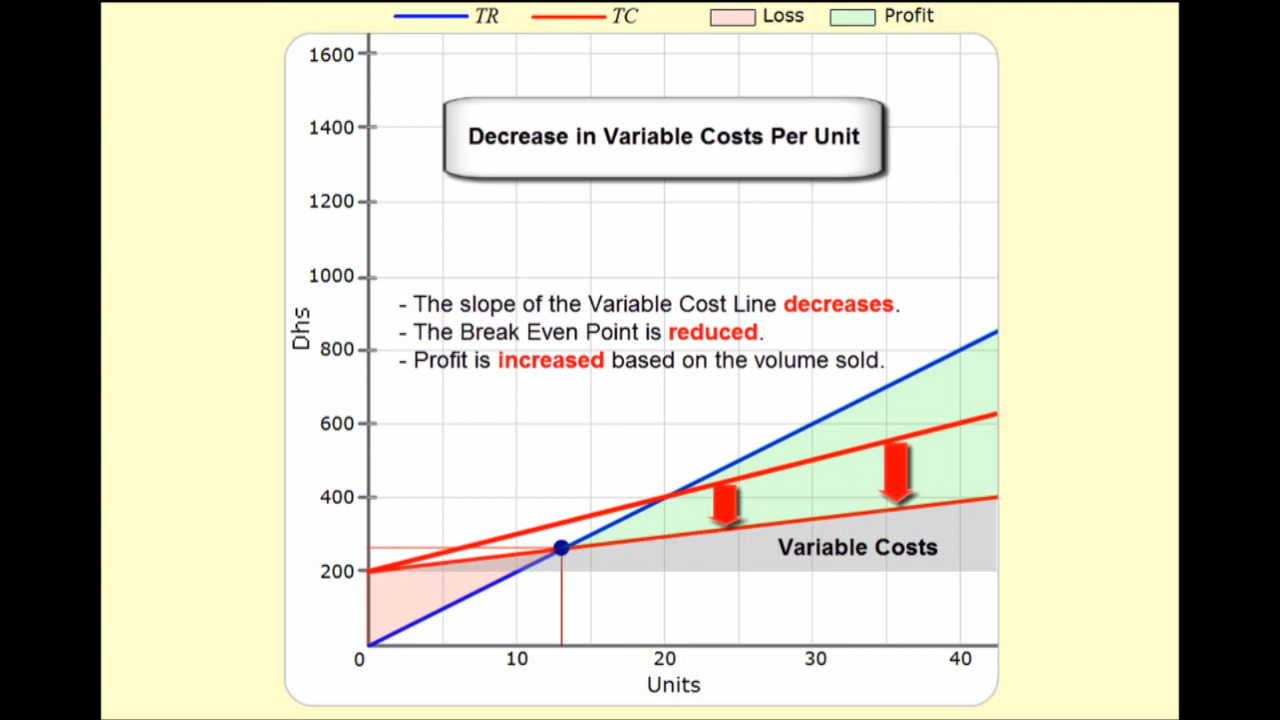 TR TC Loss Profit
1600
Decrease in Variable Costs Per Unit
1400
1200
1000
- The slope of the Variable Cost Line decreases.
- The Break Even Point is reduced.
- Profit is increased based on the volume sold.
Dhs
800
600
400
Variable Costs
200
0 10 20 30 40
Units